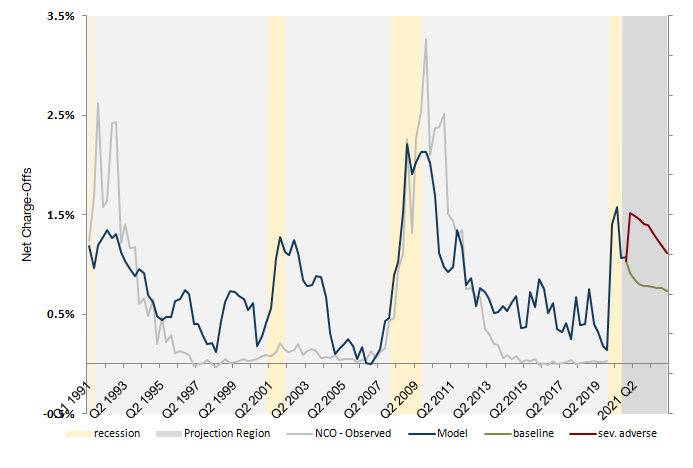 3.5%
2.5%
1.5%
0.5%
-0.5%
Net Charge-Offs
Q1 1991
Q2 1993
Q2 1995
Q2 1997
Q2 1999
Q2 2001
Q2 2003
Q2 2005
Q2 2007
Q2 2009
Q2 2011
Q2 2013
Q2 2015
Q2 2017
Q2 2019
2021 Q2
recession
Projection Region
NCO - Observed
Model
baseline
sev. adverse